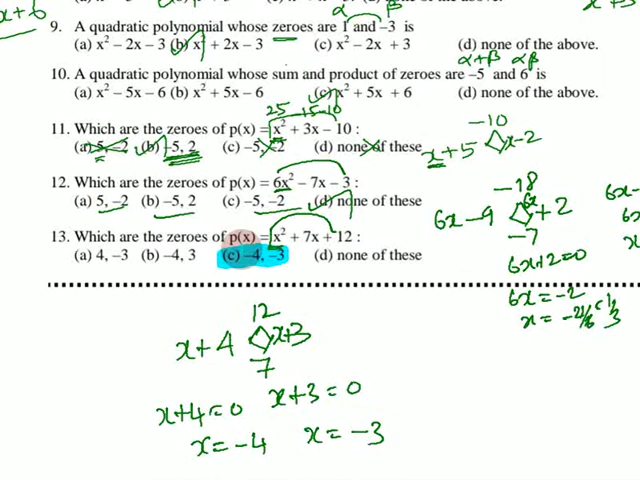 x+6
α β
9. A quadratic polynomial whose zeroes are 1 and –3 is
(a) x² – 2x – 3 (b) x² + 2x – 3 (c) x² – 2x + 3 (d) none of the above.
α+β αβ
10. A quadratic polynomial whose sum and product of zeroes are –5 and 6 is
(a) x² – 5x – 6 (b) x² + 5x – 6 (c) x² + 5x + 6 (d) none of the above.
25 -15-10
11. Which are the zeroes of p(x) = x² + 3x – 10 :
(a) 5, –2 (b) –5, 2 (c) –5, –2 (d) none of these
-10
x+5 x-2
12. Which are the zeroes of p(x) = 6x² – 7x – 3 :
(a) 5, –2 (b) –5, 2 (c) –5, –2 (d) none of these
-18
6x-9 6x+2
-7
6x+2=0
6x=-2
13. Which are the zeroes of p(x) = x² + 7x + 12 :
(a) 4, –3 (b) –4, 3 (c) –4, –3 (d) none of these
12
x+4 x+3
7
x+4=0 x+3=0
x=-4 x=-3